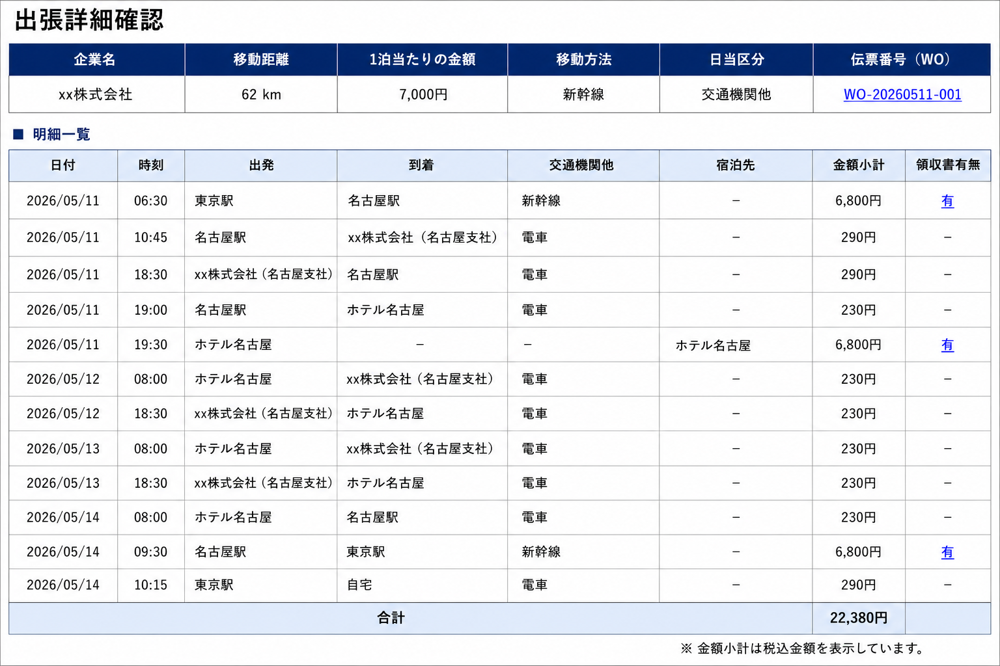 出張詳細確認
企業名 移動距離 1泊当たりの金額 移動方法 日当区分 伝票番号（WO）
xx株式会社 62 km 7,000円 新幹線 交通機関他 WO-20260511-001
■ 明細一覧
日付 時刻 出発 到着 交通機関他 宿泊先 金額小計 領収書有無
2026/05/11 06:30 東京駅 名古屋駅 新幹線 － 6,800円 有
2026/05/11 10:45 名古屋駅 xx株式会社（名古屋支社） 電車 － 290円 －
2026/05/11 18:30 xx株式会社（名古屋支社） 名古屋駅 電車 － 290円 －
2026/05/11 19:00 名古屋駅 ホテル名古屋 電車 － 230円 －
2026/05/11 19:30 ホテル名古屋 － － ホテル名古屋 6,800円 有
2026/05/12 08:00 ホテル名古屋 xx株式会社（名古屋支社） 電車 － 230円 －
2026/05/12 18:30 xx株式会社（名古屋支社） ホテル名古屋 電車 － 230円 －
2026/05/13 08:00 ホテル名古屋 xx株式会社（名古屋支社） 電車 － 230円 －
2026/05/13 18:30 xx株式会社（名古屋支社） ホテル名古屋 電車 － 230円 －
2026/05/14 08:00 ホテル名古屋 名古屋駅 電車 － 230円 －
2026/05/14 09:30 名古屋駅 東京駅 新幹線 － 6,800円 有
2026/05/14 10:15 東京駅 自宅 電車 － 290円 －
合計 22,380円
※ 金額小計は税込金額を表示しています。